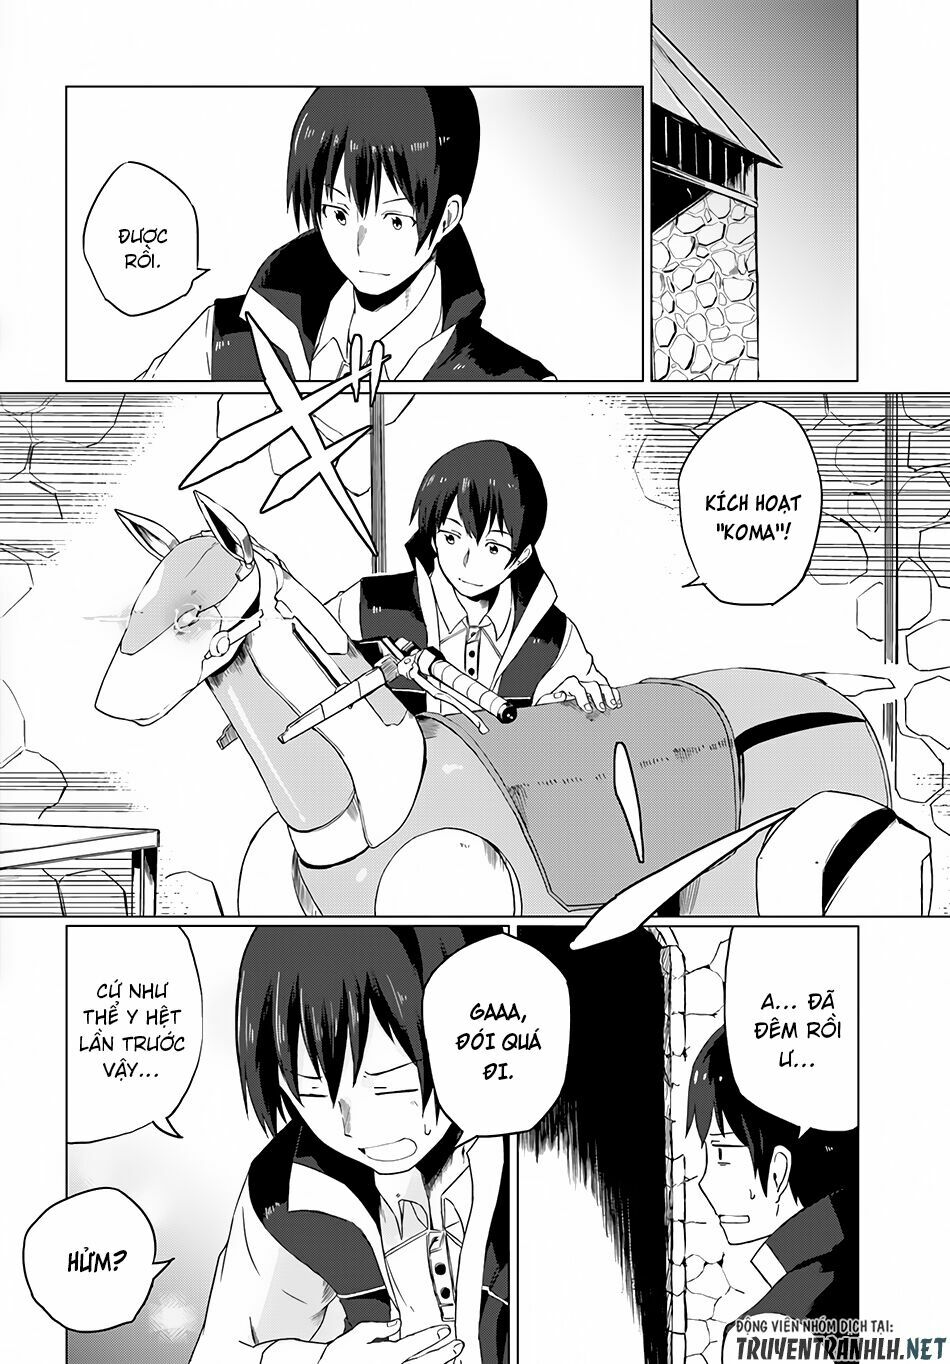 ĐƯỢC
RỒI.
KÍCH HOẠT
"KOMA"!
A... ĐÃ
ĐÊM RỒI
Ư...
GAAA,
ĐÓI QUÁ
ĐI.
CỨ NHƯ
THỂ Y HỆT
LẦN TRƯỚC
VẬY...
HỬM?
ĐỘNG VIÊN NHÓM DỊCH TẠI:
TRUYENTRANHLH.NET